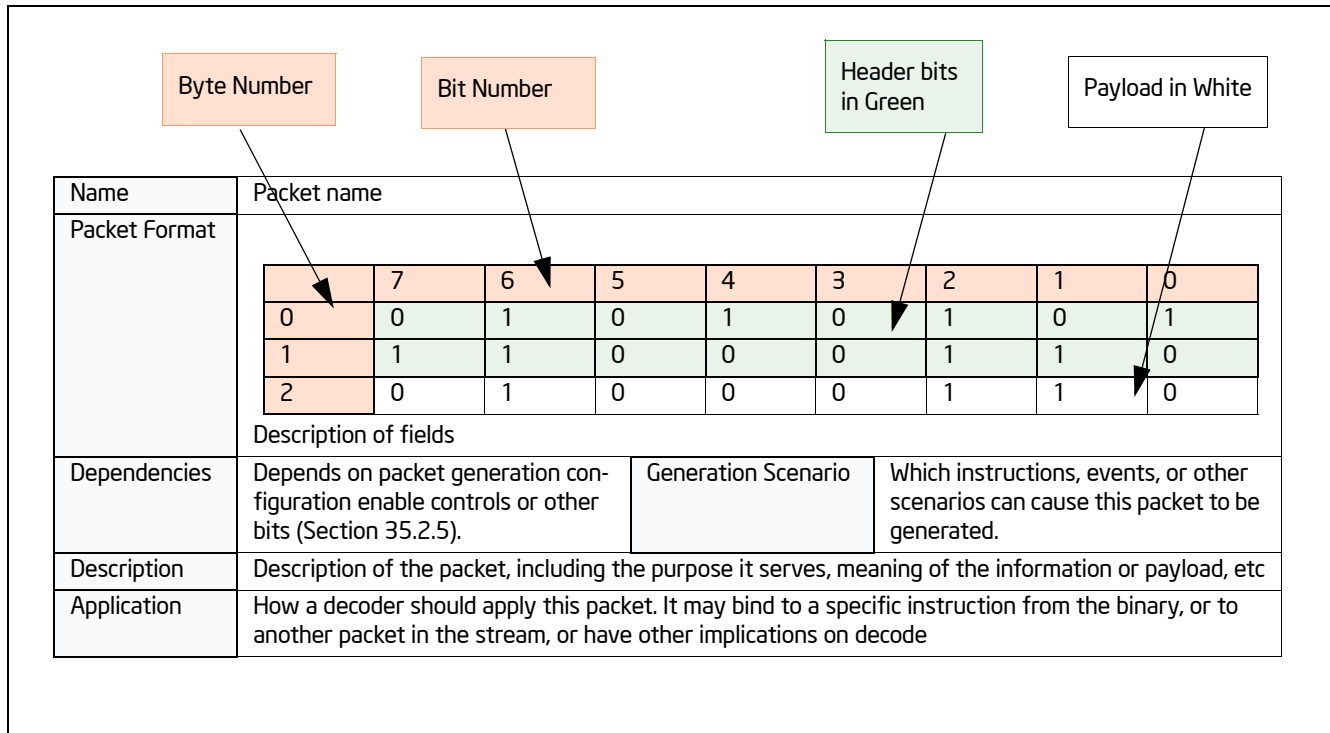 Byte Number
Bit Number
Header bits
in Green
Payload in White
Name
Packet name
Packet Format
7 6 5 4 3 2 1 0
0 0 1 0 1 0 1 0 1
1 1 1 0 0 0 1 1 0
2 0 1 0 0 0 1 1 0
Description of fields
Dependencies
Depends on packet generation con-
figuration enable controls or other
bits (Section 35.2.5).
Generation Scenario
Which instructions, events, or other
scenarios can cause this packet to be
generated.
Description
Description of the packet, including the purpose it serves, meaning of the information or payload, etc
Application
How a decoder should apply this packet. It may bind to a specific instruction from the binary, or to
another packet in the stream, or have other implications on decode